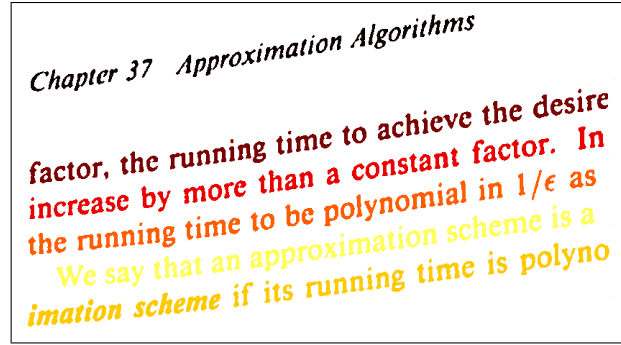 Chapter 37 Approximation Algorithms
factor, the running time to achieve the desire
increase by more than a constant factor. In
the running time to be polynomial in 1/ϵ as
We say that an approximation scheme is a
imation scheme if its running time is polyno